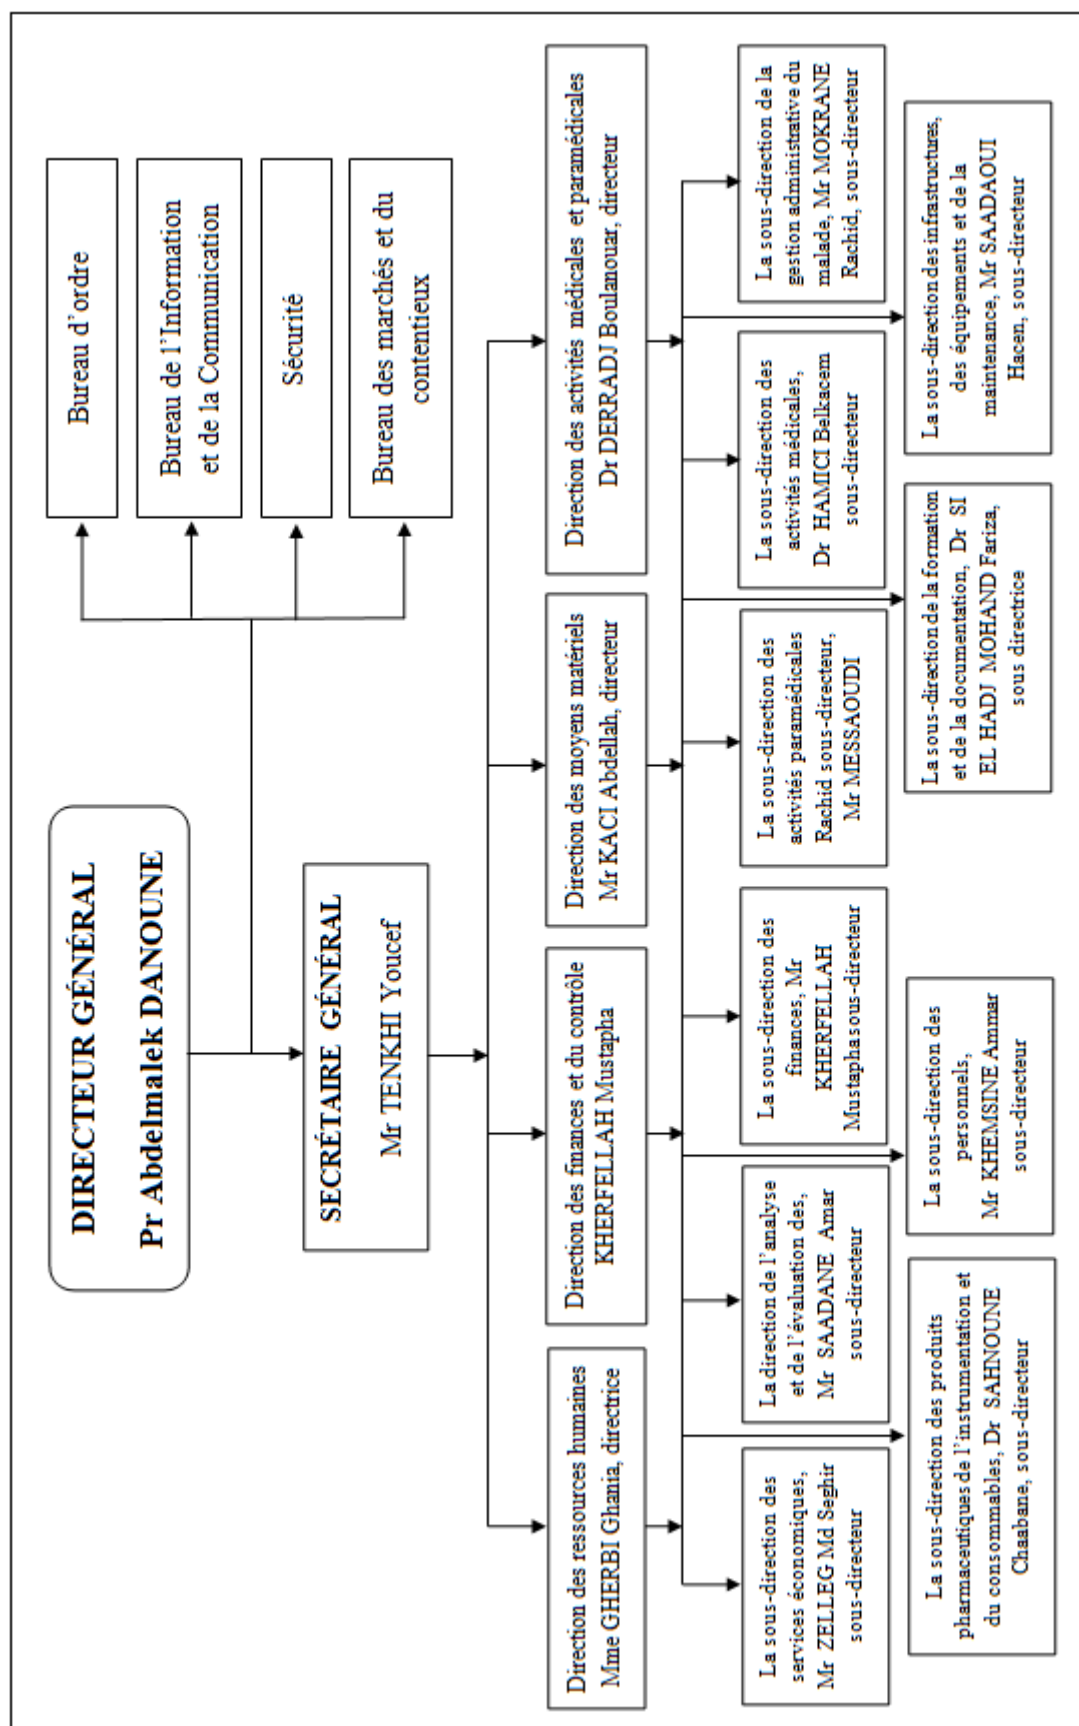 DIRECTEUR GÉNÉRAL
Pr Abdelmalek DANOUNE
Bureau d'ordre
Bureau de l'Information
et de la Communication
Sécurité
Bureau des marchés et du
contentieux
SECRÉTAIRE GÉNÉRAL
Mr TENKHI Youcef
Direction des ressources humaines
Mme GHERBI Ghania, directrice
Direction des finances et du contrôle
KHERFELLAH Mustapha
Direction des moyens matériels
Mr KACI Abdellah, directeur
Direction des activités médicales et paramédicales
Dr DERRADJ Boulanouar, directeur
La sous-direction des
services économiques,
Mr ZELLEG Md Seghir
sous-directeur
La direction de l'analyse
et de l'évaluation des,
Mr SAADANE Amar
sous-directeur
La sous-direction des
finances, Mr
KHERFELLAH
Mustapha sous-directeur
La sous-direction des
activités paramédicales
Rachid sous-directeur,
Mr MESSAOUDI
La sous-direction des
activités médicales,
Dr HAMICI Belkacem
sous-directeur
La sous-direction de la
gestion administrative du
malade, Mr MOKRANE
Rachid, sous-directeur
La sous-direction des produits
pharmaceutiques de l'instrumentation et
du consommables, Dr SAHNOUNE
Chaabane, sous-directeur
La sous-direction des
personnels,
Mr KHEMSINE Ammar
sous-directeur
La sous-direction de la formation
et de la documentation, Dr SI
EL HADJ MOHAND Fariza,
sous directrice
La sous-direction des infrastructures,
des équipements et de la
maintenance, Mr SAADAOUI
Hacen, sous-directeur